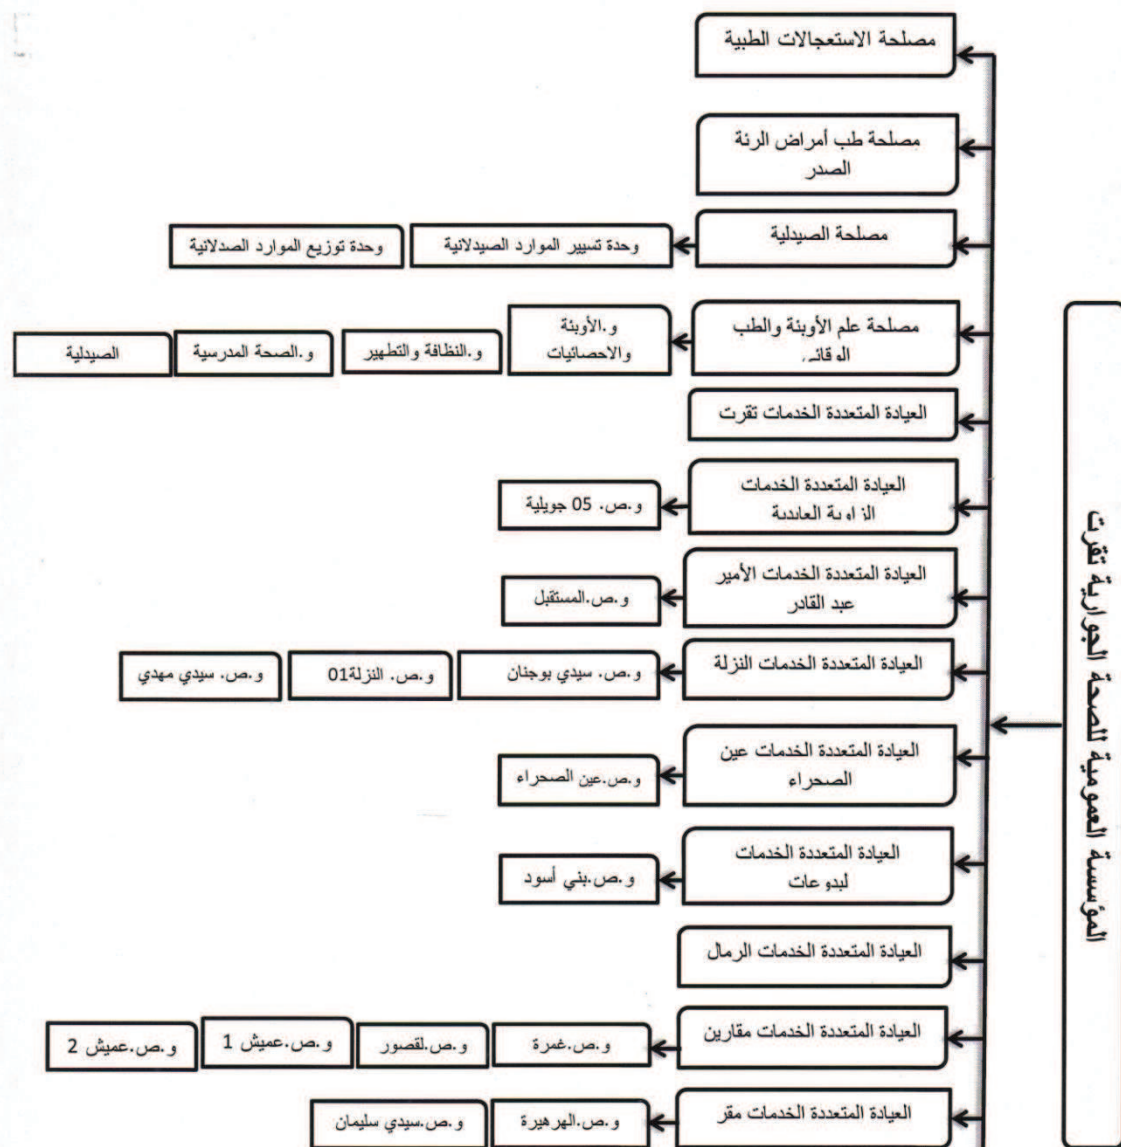 المؤسسة العمومية للصحة الجوارية تقرت
مصلحة الاستعجالات الطبية
مصلحة طب أمراض الرئة
الصدر
مصلحة الصيدلية
وحدة تسيير الموارد الصيدلانية
وحدة توزيع الموارد الصدلانية
مصلحة علم الأوبئة والطب
الوقائي
و.الأوبئة
والاحصائيات
و.النظافة والتطهير
و.الصحة المدرسية
الصيدلية
العيادة المتعددة الخدمات تقرت
العيادة المتعددة الخدمات
الزاوية العابدية
و.ص. 05 جويلية
العيادة المتعددة الخدمات الأمير
عبد القادر
و.ص.المستقبل
العيادة المتعددة الخدمات النزلة
و.ص. سيدي بوجنان
و.ص. النزلة01
و.ص. سيدي مهدي
العيادة المتعددة الخدمات عين
الصحراء
و.ص.عين الصحراء
العيادة المتعددة الخدمات
لبدوعات
و.ص.بني أسود
العيادة المتعددة الخدمات الرمال
العيادة المتعددة الخدمات مقارين
و.ص.غمرة
و.ص.لقصور
و.ص.عميش 1
و.ص.عميش 2
العيادة المتعددة الخدمات مقر
و.ص.الهرهيرة
و.ص.سيدي سليمان